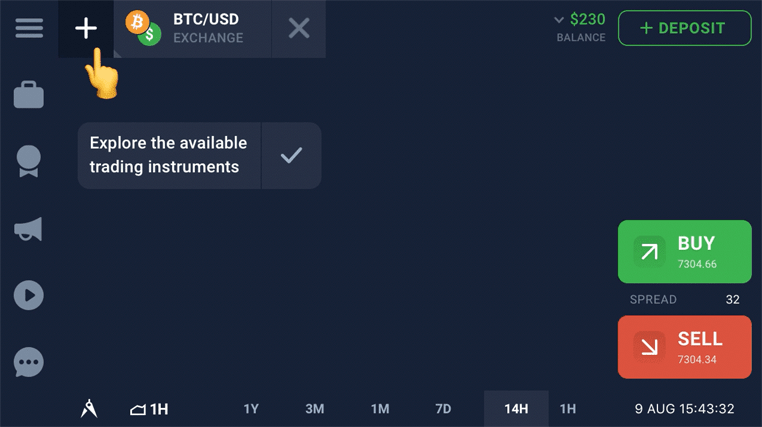 BTC/USD
EXCHANGE
$230
BALANCE
+ DEPOSIT
Explore the available
trading instruments
BUY
7304.66
SPREAD 32
SELL
7304.34
1H 1Y 3M 1M 7D 14H 1H 9 AUG 15:43:32